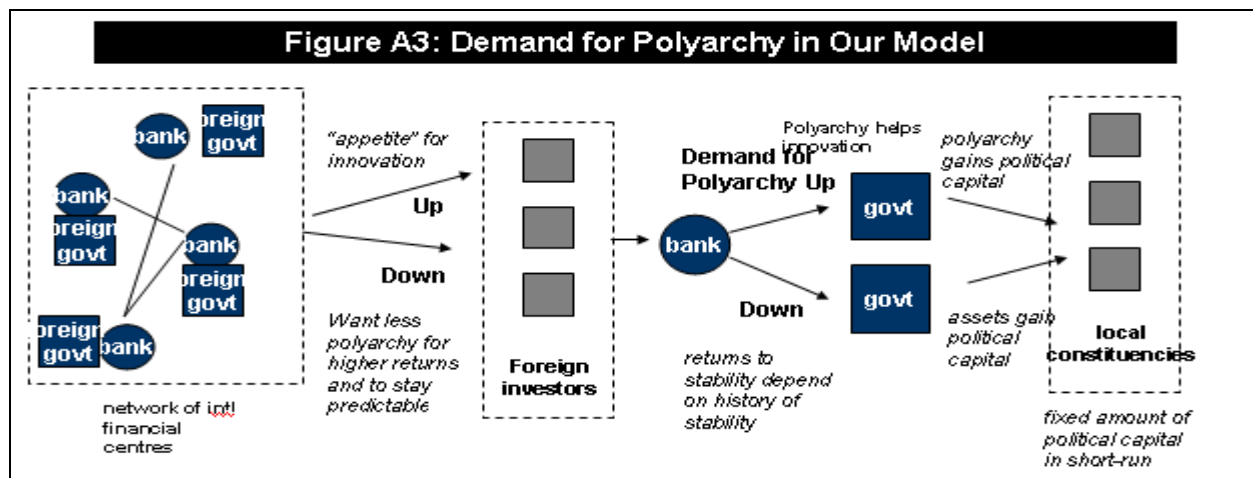 Figure A3: Demand for Polyarchy in Our Model
bank
oreign
govt
bank
oreign
govt
bank
oreign
govt
oreign
govt
bank
network of intl
financial
centres
"appetite" for
innovation
Up
Down
Want less
polyarchy for
higher returns
and to stay
predictable
Foreign
investors
bank
Demand for
Polyarchy Up
Down
returns to
stability depend
on history of
stability
Polyarchy helps
innovation
govt
govt
polyarchy
gains political
capital
assets gain
political
capital
local
constituencies
fixed amount of
political capital
in short-run